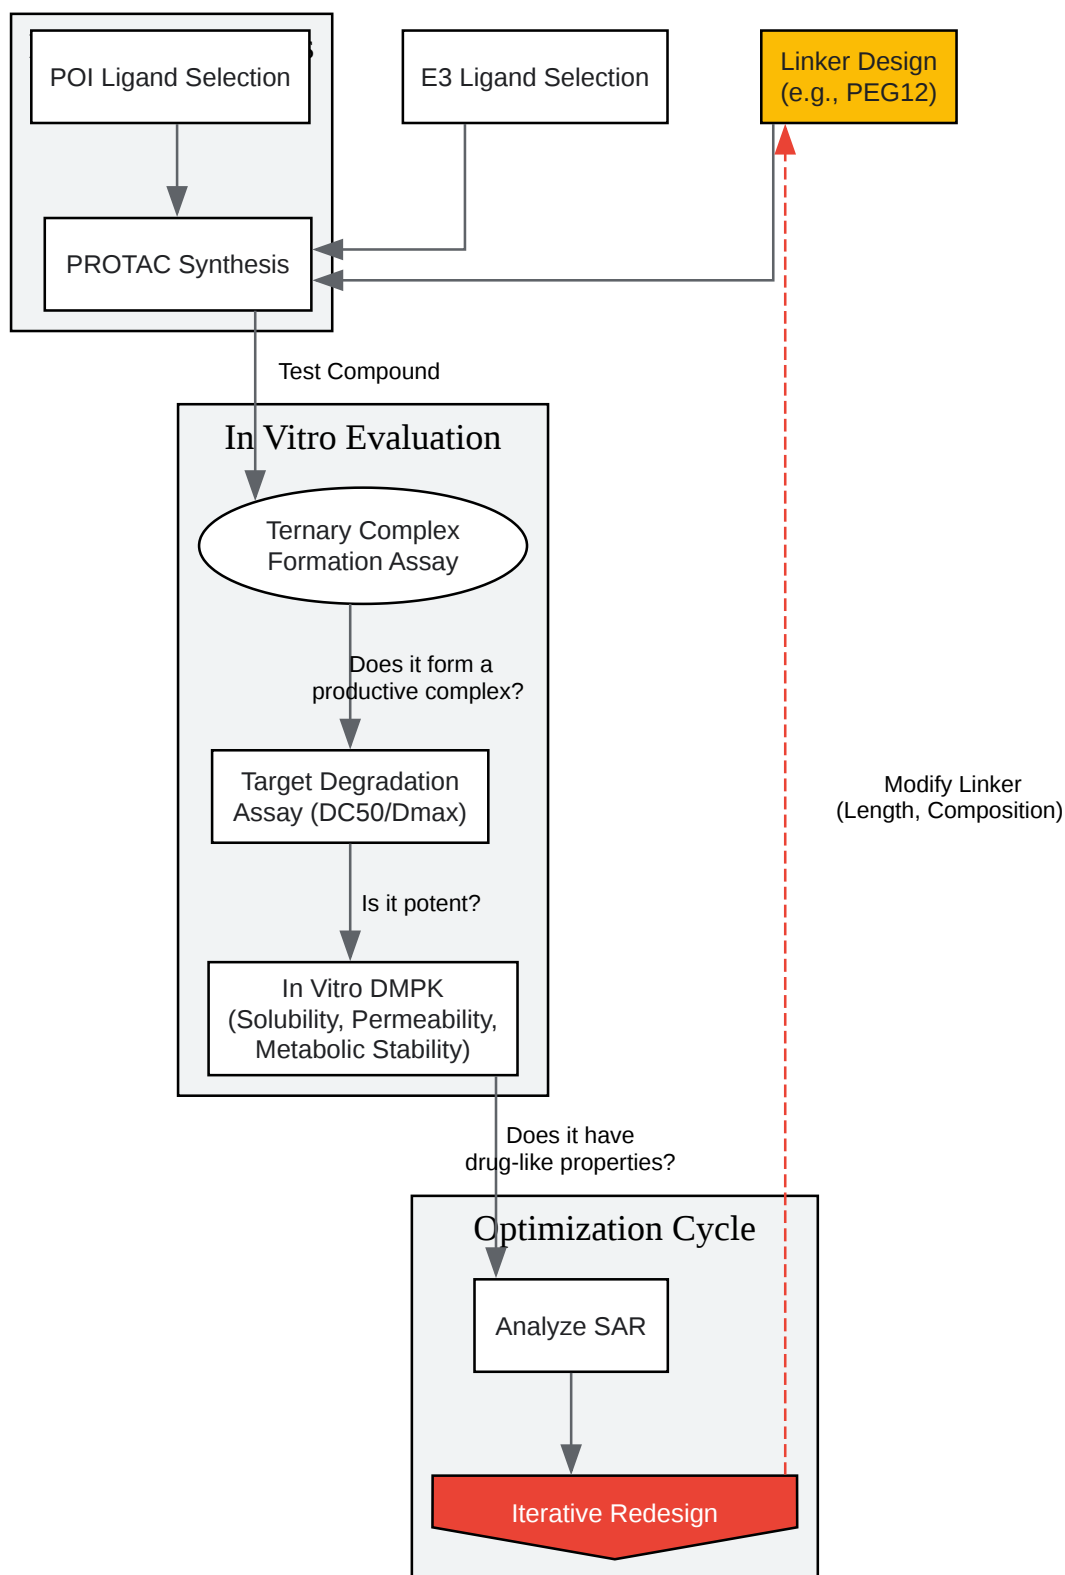 POI Ligand Selection
E3 Ligand Selection
Linker Design
(e.g., PEG12)
PROTAC Synthesis
Test Compound
In Vitro Evaluation
Ternary Complex
Formation Assay
Does it form a
productive complex?
Target Degradation
Assay (DC50/Dmax)
Modify Linker
(Length, Composition)
Is it potent?
In Vitro DMPK
(Solubility, Permeability,
Metabolic Stability)
Does it have
drug-like properties?
Optimization Cycle
Analyze SAR
Iterative Redesign